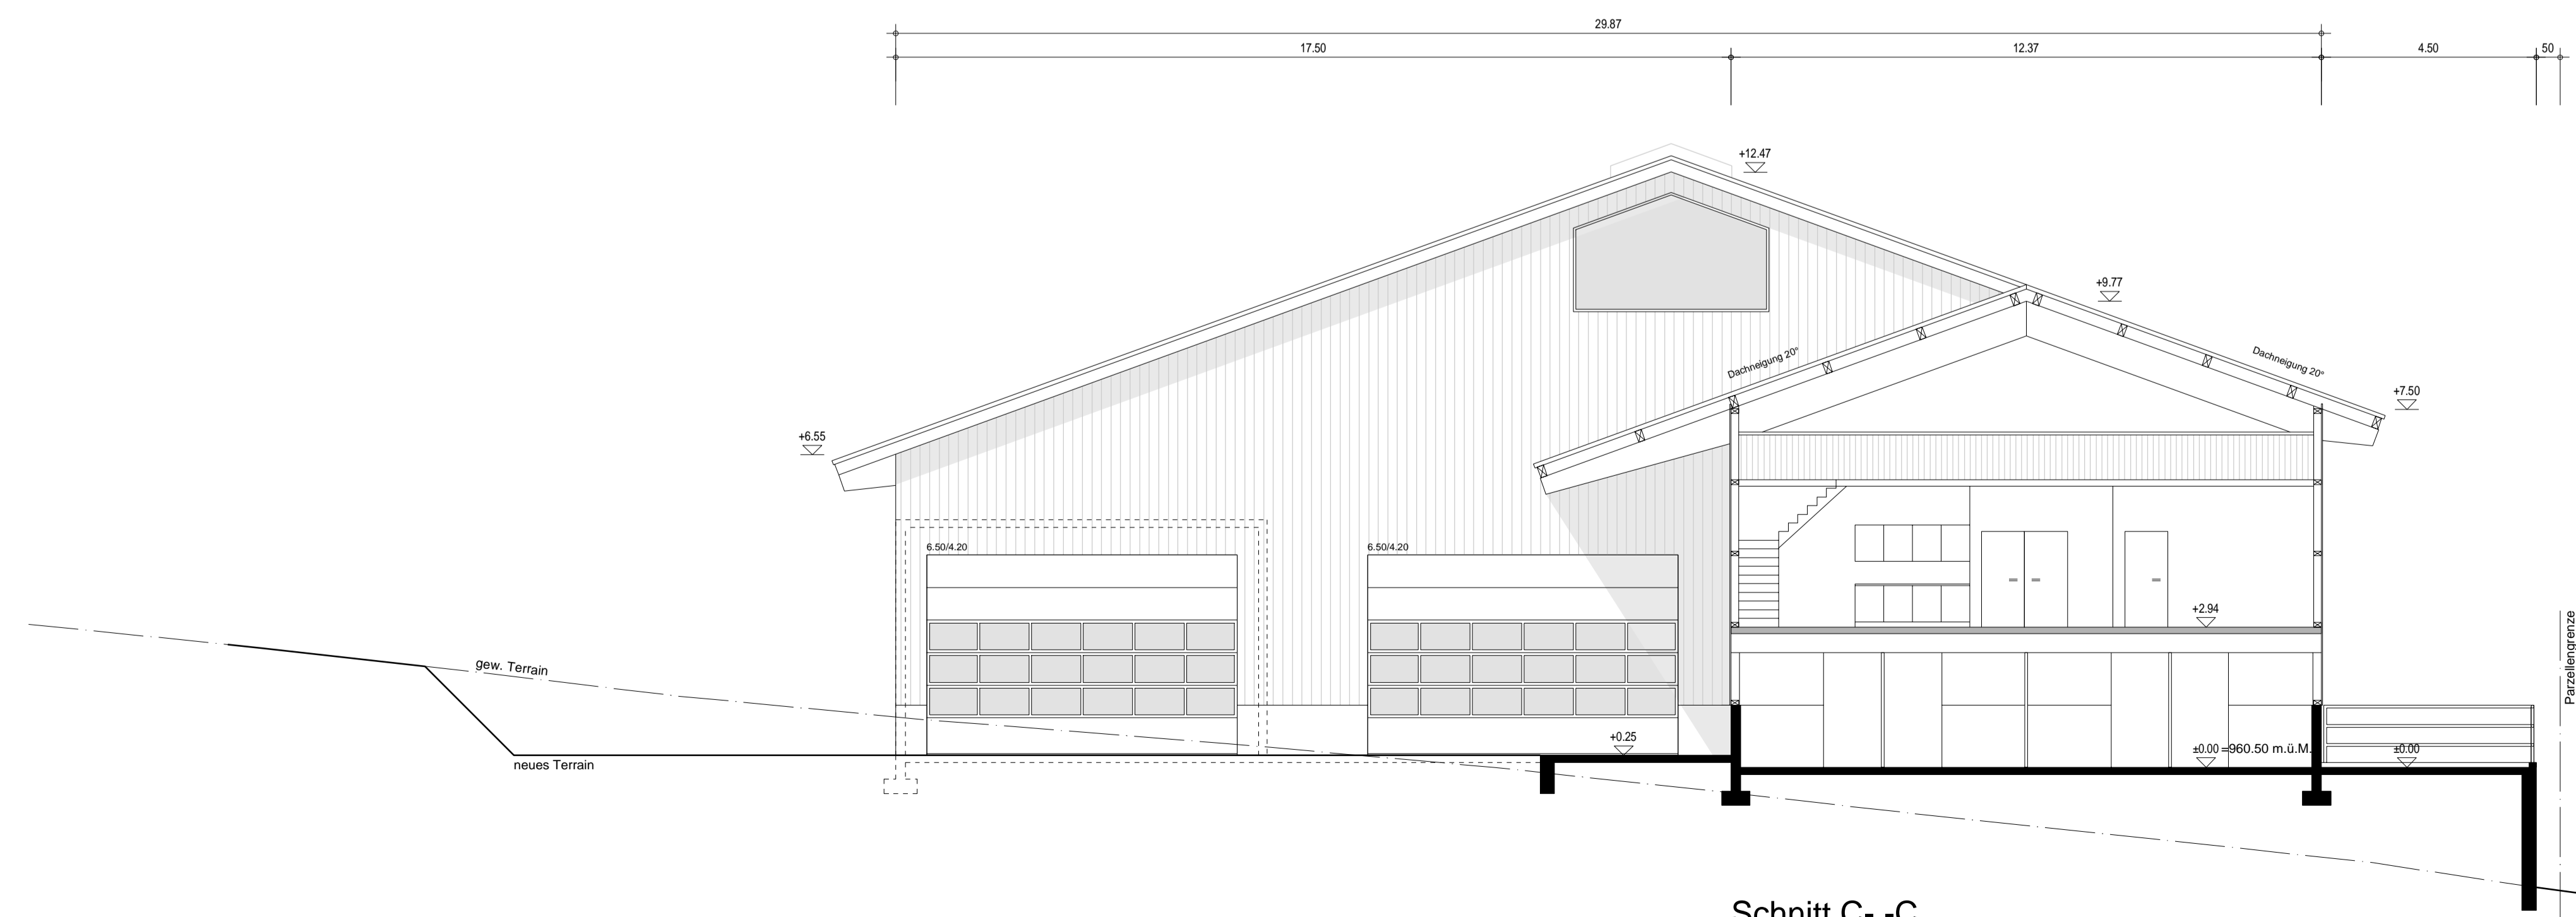 29.87
17.50
12.37
4.50
50
+12.47
+9.77
Dachneigung 20°
Dachneigung 20°
+7.50
+6.55
6.50/4.20
6.50/4.20
+2.94
Parzellengrenze
gew. Terrain
+0.25
±0.00 =960.50 m.ü.M.
±0.00
neues Terrain
Schnitt C- -C